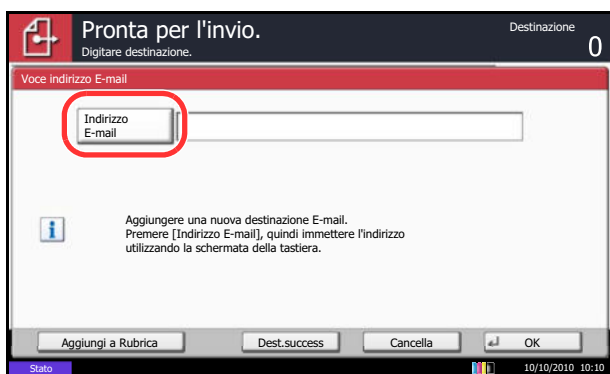 Pronta per l'invio.
Digitare destinazione.
Destinazione
0
Voce indirizzo E-mail
Indirizzo
E-mail
Aggiungere una nuova destinazione E-mail.
Premere [Indirizzo E-mail], quindi immettere l'indirizzo
utilizzando la schermata della tastiera.
Aggiungi a Rubrica
Dest.success
Cancella
OK
Stato
10/10/2010 10:10